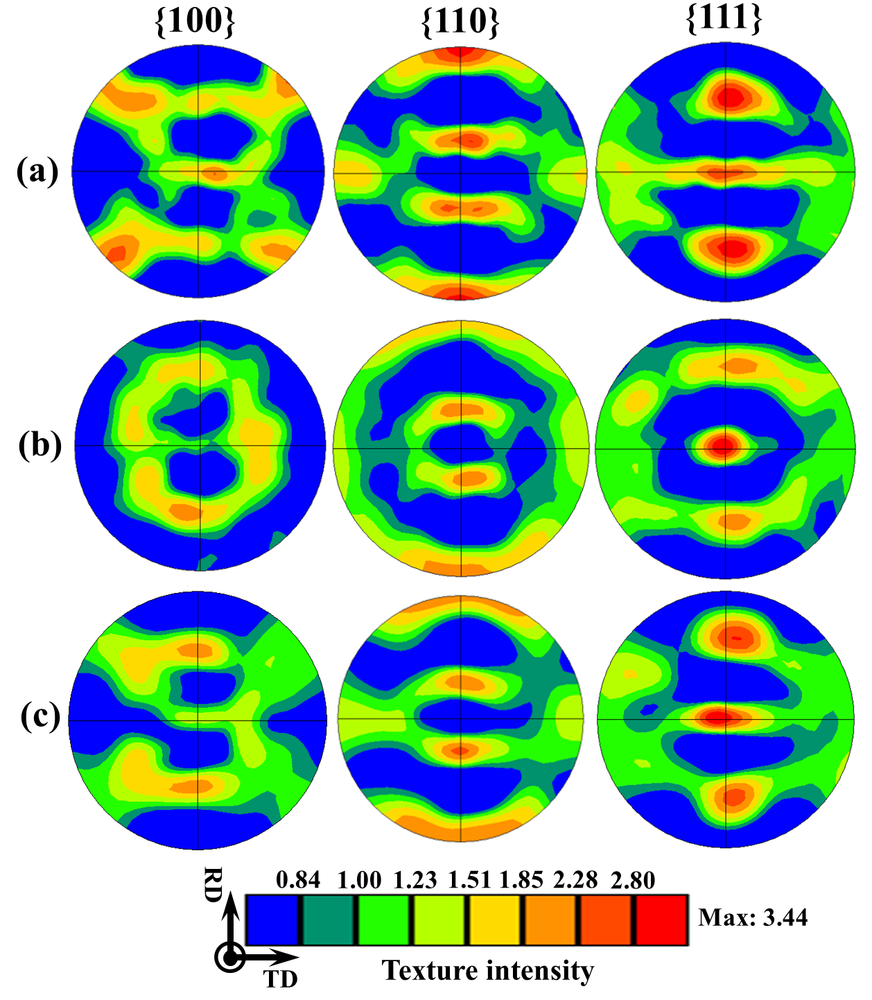 {100} {110} {111}
(a)
(b)
(c)
RD
TD
0.84 1.00 1.23 1.51 1.85 2.28 2.80
Max: 3.44
Texture intensity